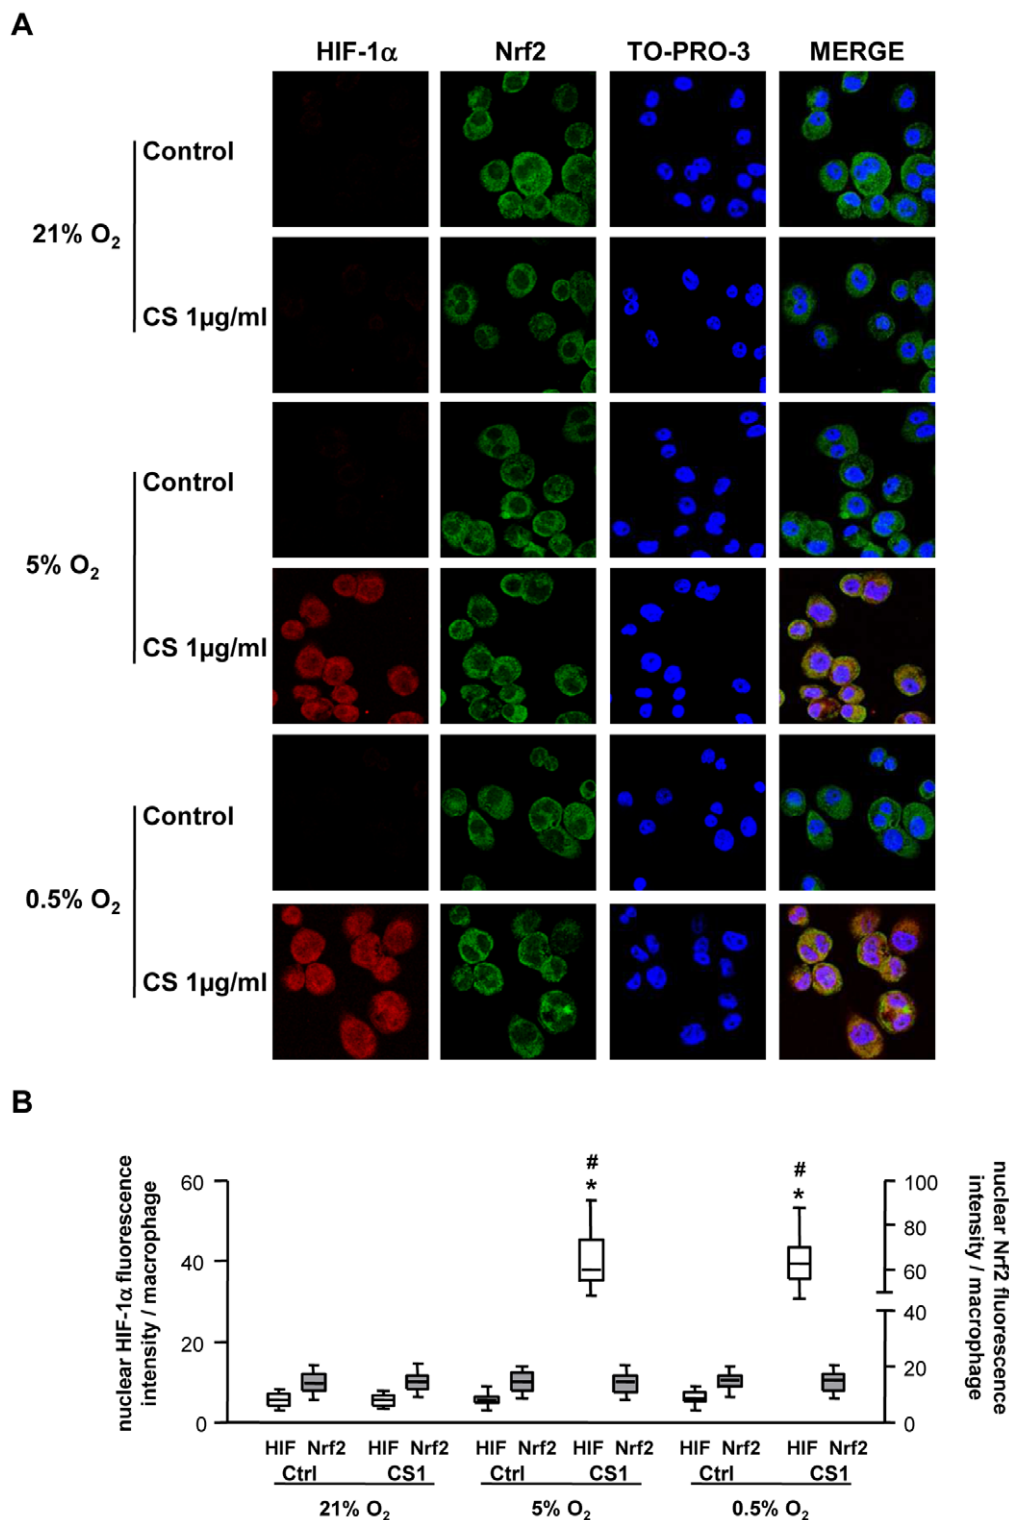 A
HIF-1α Nrf2 TO-PRO-3 MERGE
Control
21% O₂
CS 1µg/ml
Control
5% O₂
CS 1µg/ml
Control
0.5% O₂
CS 1µg/ml
B
nuclear HIF-1α fluorescence
intensity / macrophage
60
40
20
0
#
*
#
*
100
80
60
40
20
0
nuclear Nrf2 fluorescence
intensity / macrophage
HIF Nrf2 HIF Nrf2 HIF Nrf2 HIF Nrf2 HIF Nrf2 HIF Nrf2
Ctrl CS1 Ctrl CS1 Ctrl CS1
21% O₂ 5% O₂ 0.5% O₂